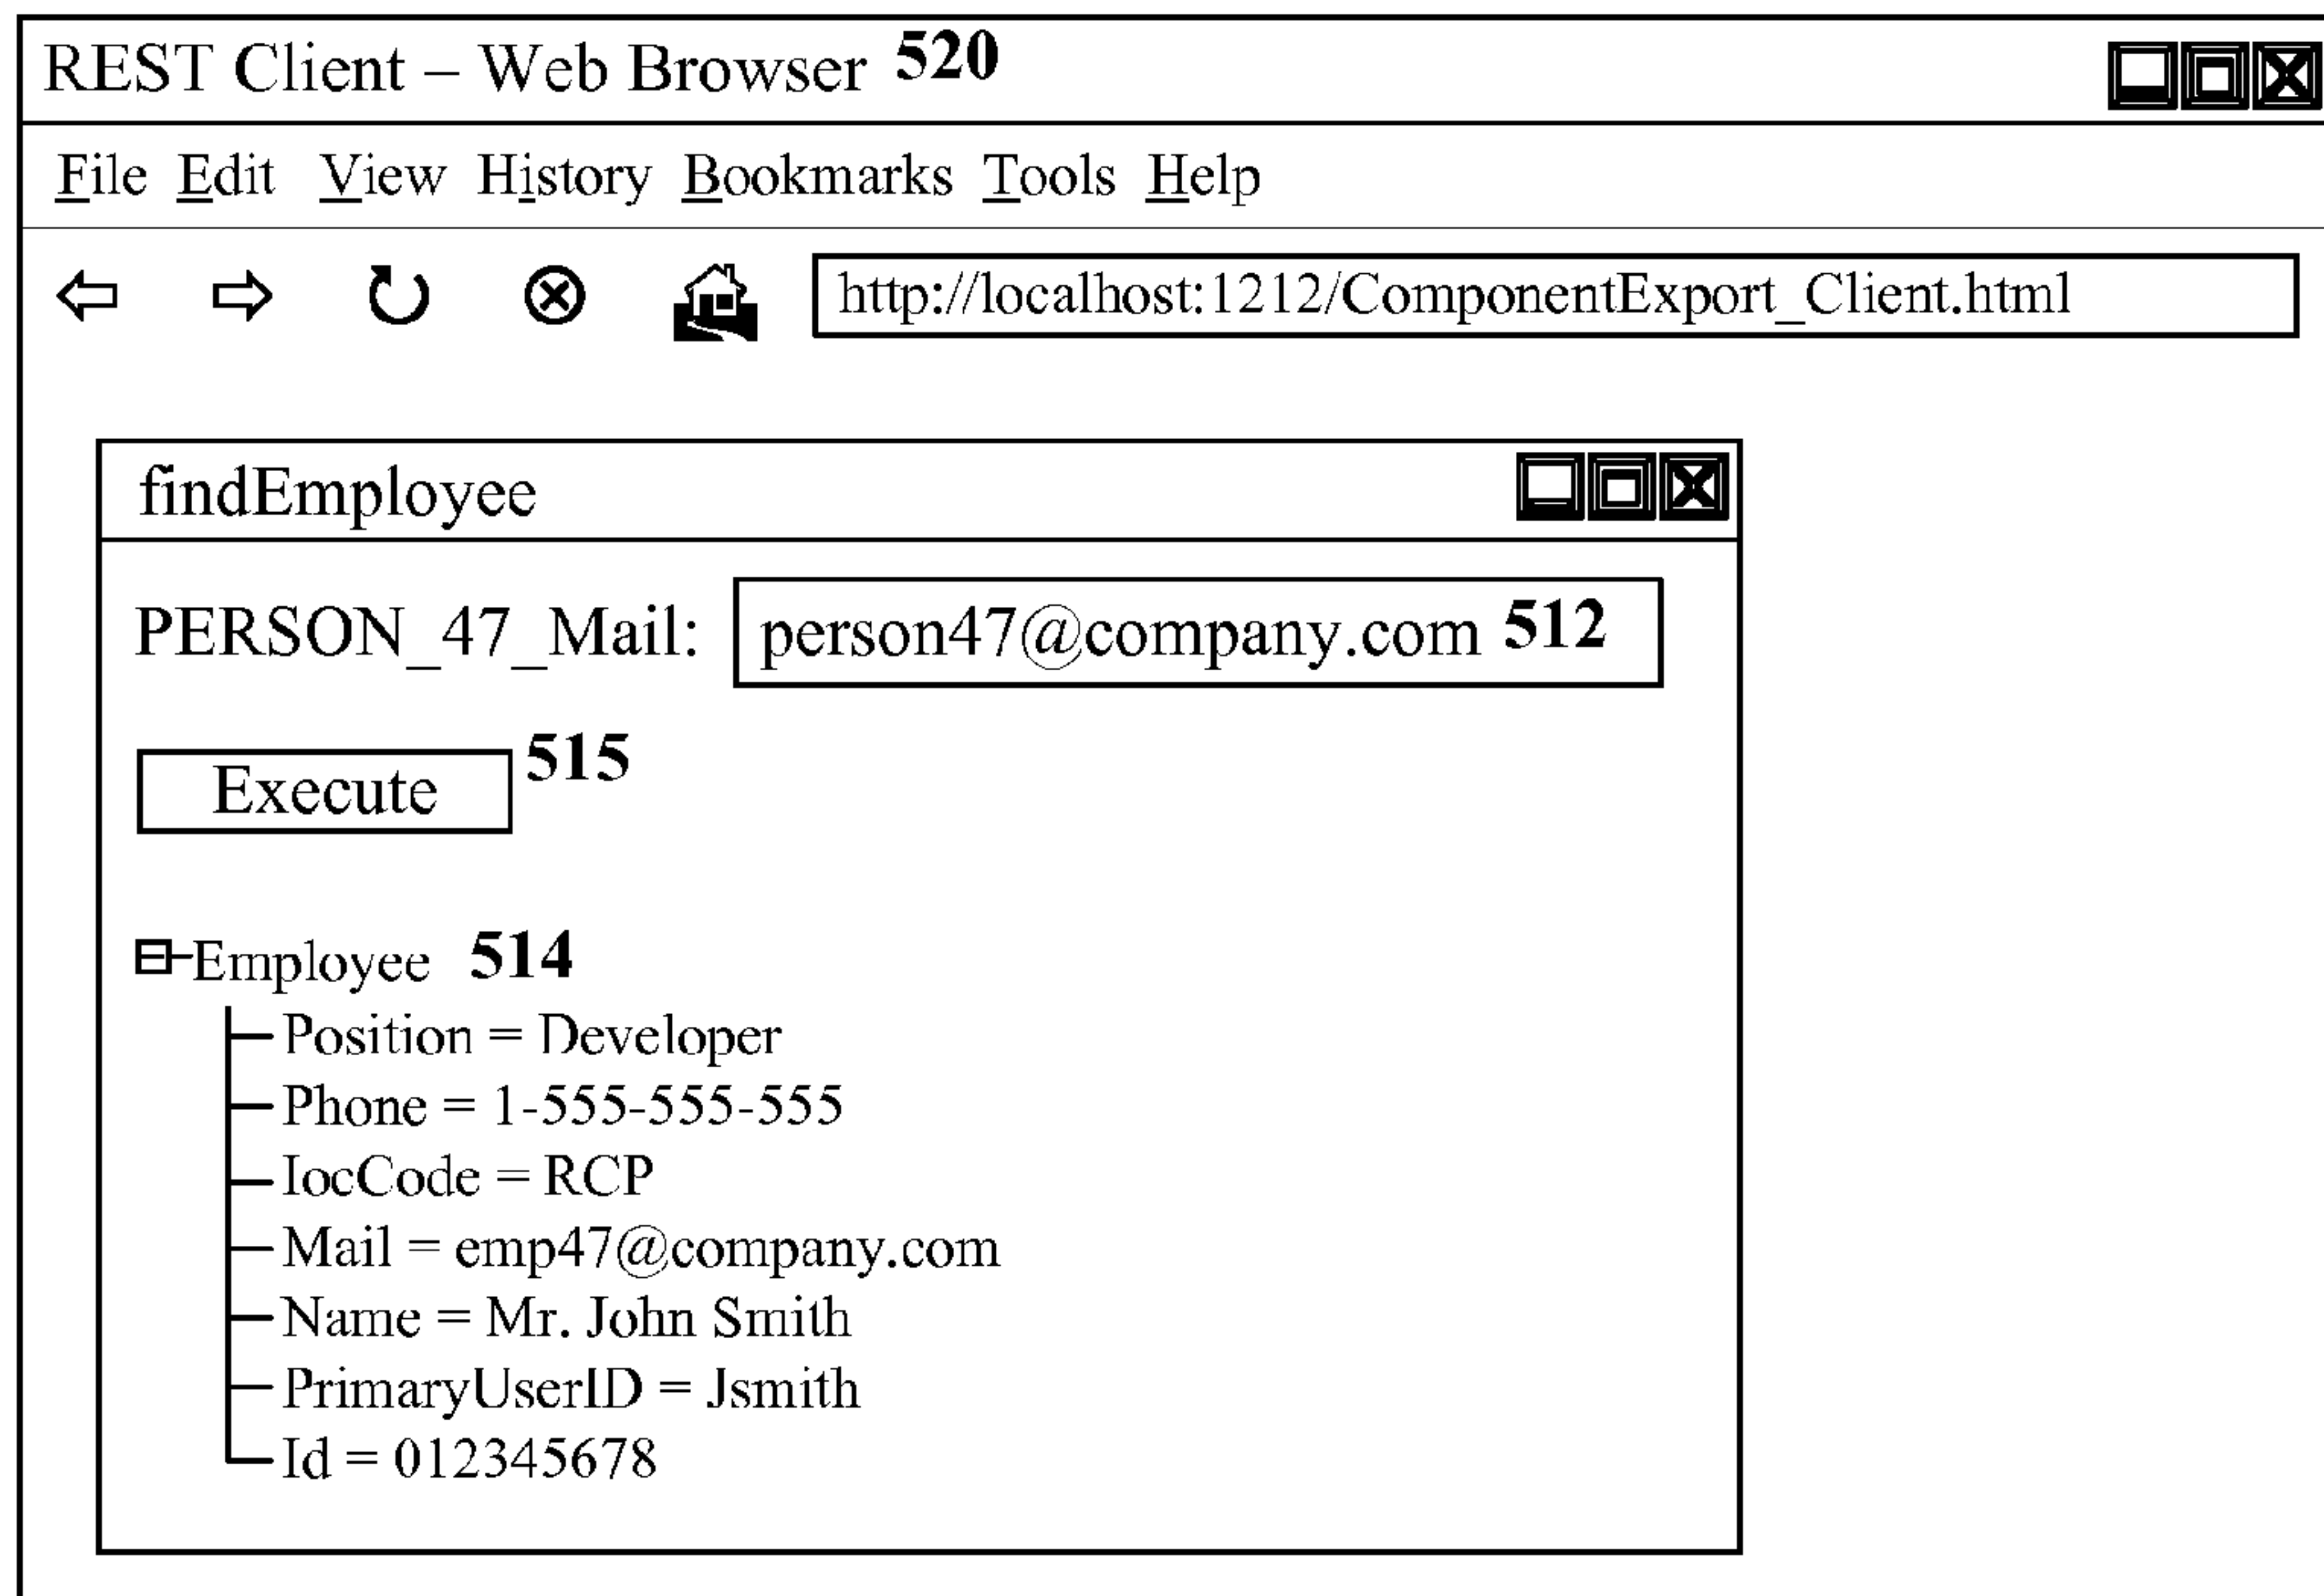 REST Client – Web Browser 520
File Edit View History Bookmarks Tools Help
http://localhost:1212/ComponentExport_Client.html
findEmployee
PERSON_47_Mail: person47@company.com 512
Execute 515
Employee 514
Position = Developer
Phone = 1-555-555-555
IocCode = RCP
Mail = emp47@company.com
Name = Mr. John Smith
PrimaryUserID = Jsmith
Id = 012345678